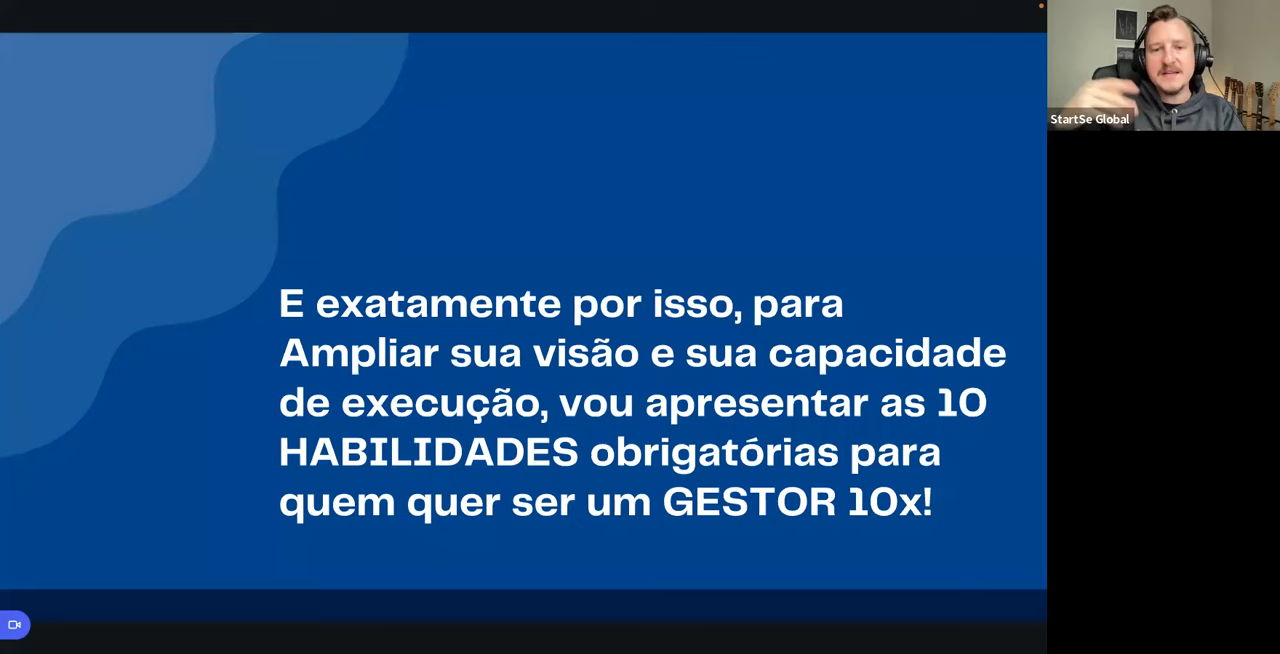 StartSe Global
E exatamente por isso, para
Ampliar sua visão e sua capacidade
de execução, vou apresentar as 10
HABILIDADES obrigatórias para
quem quer ser um GESTOR 10x!